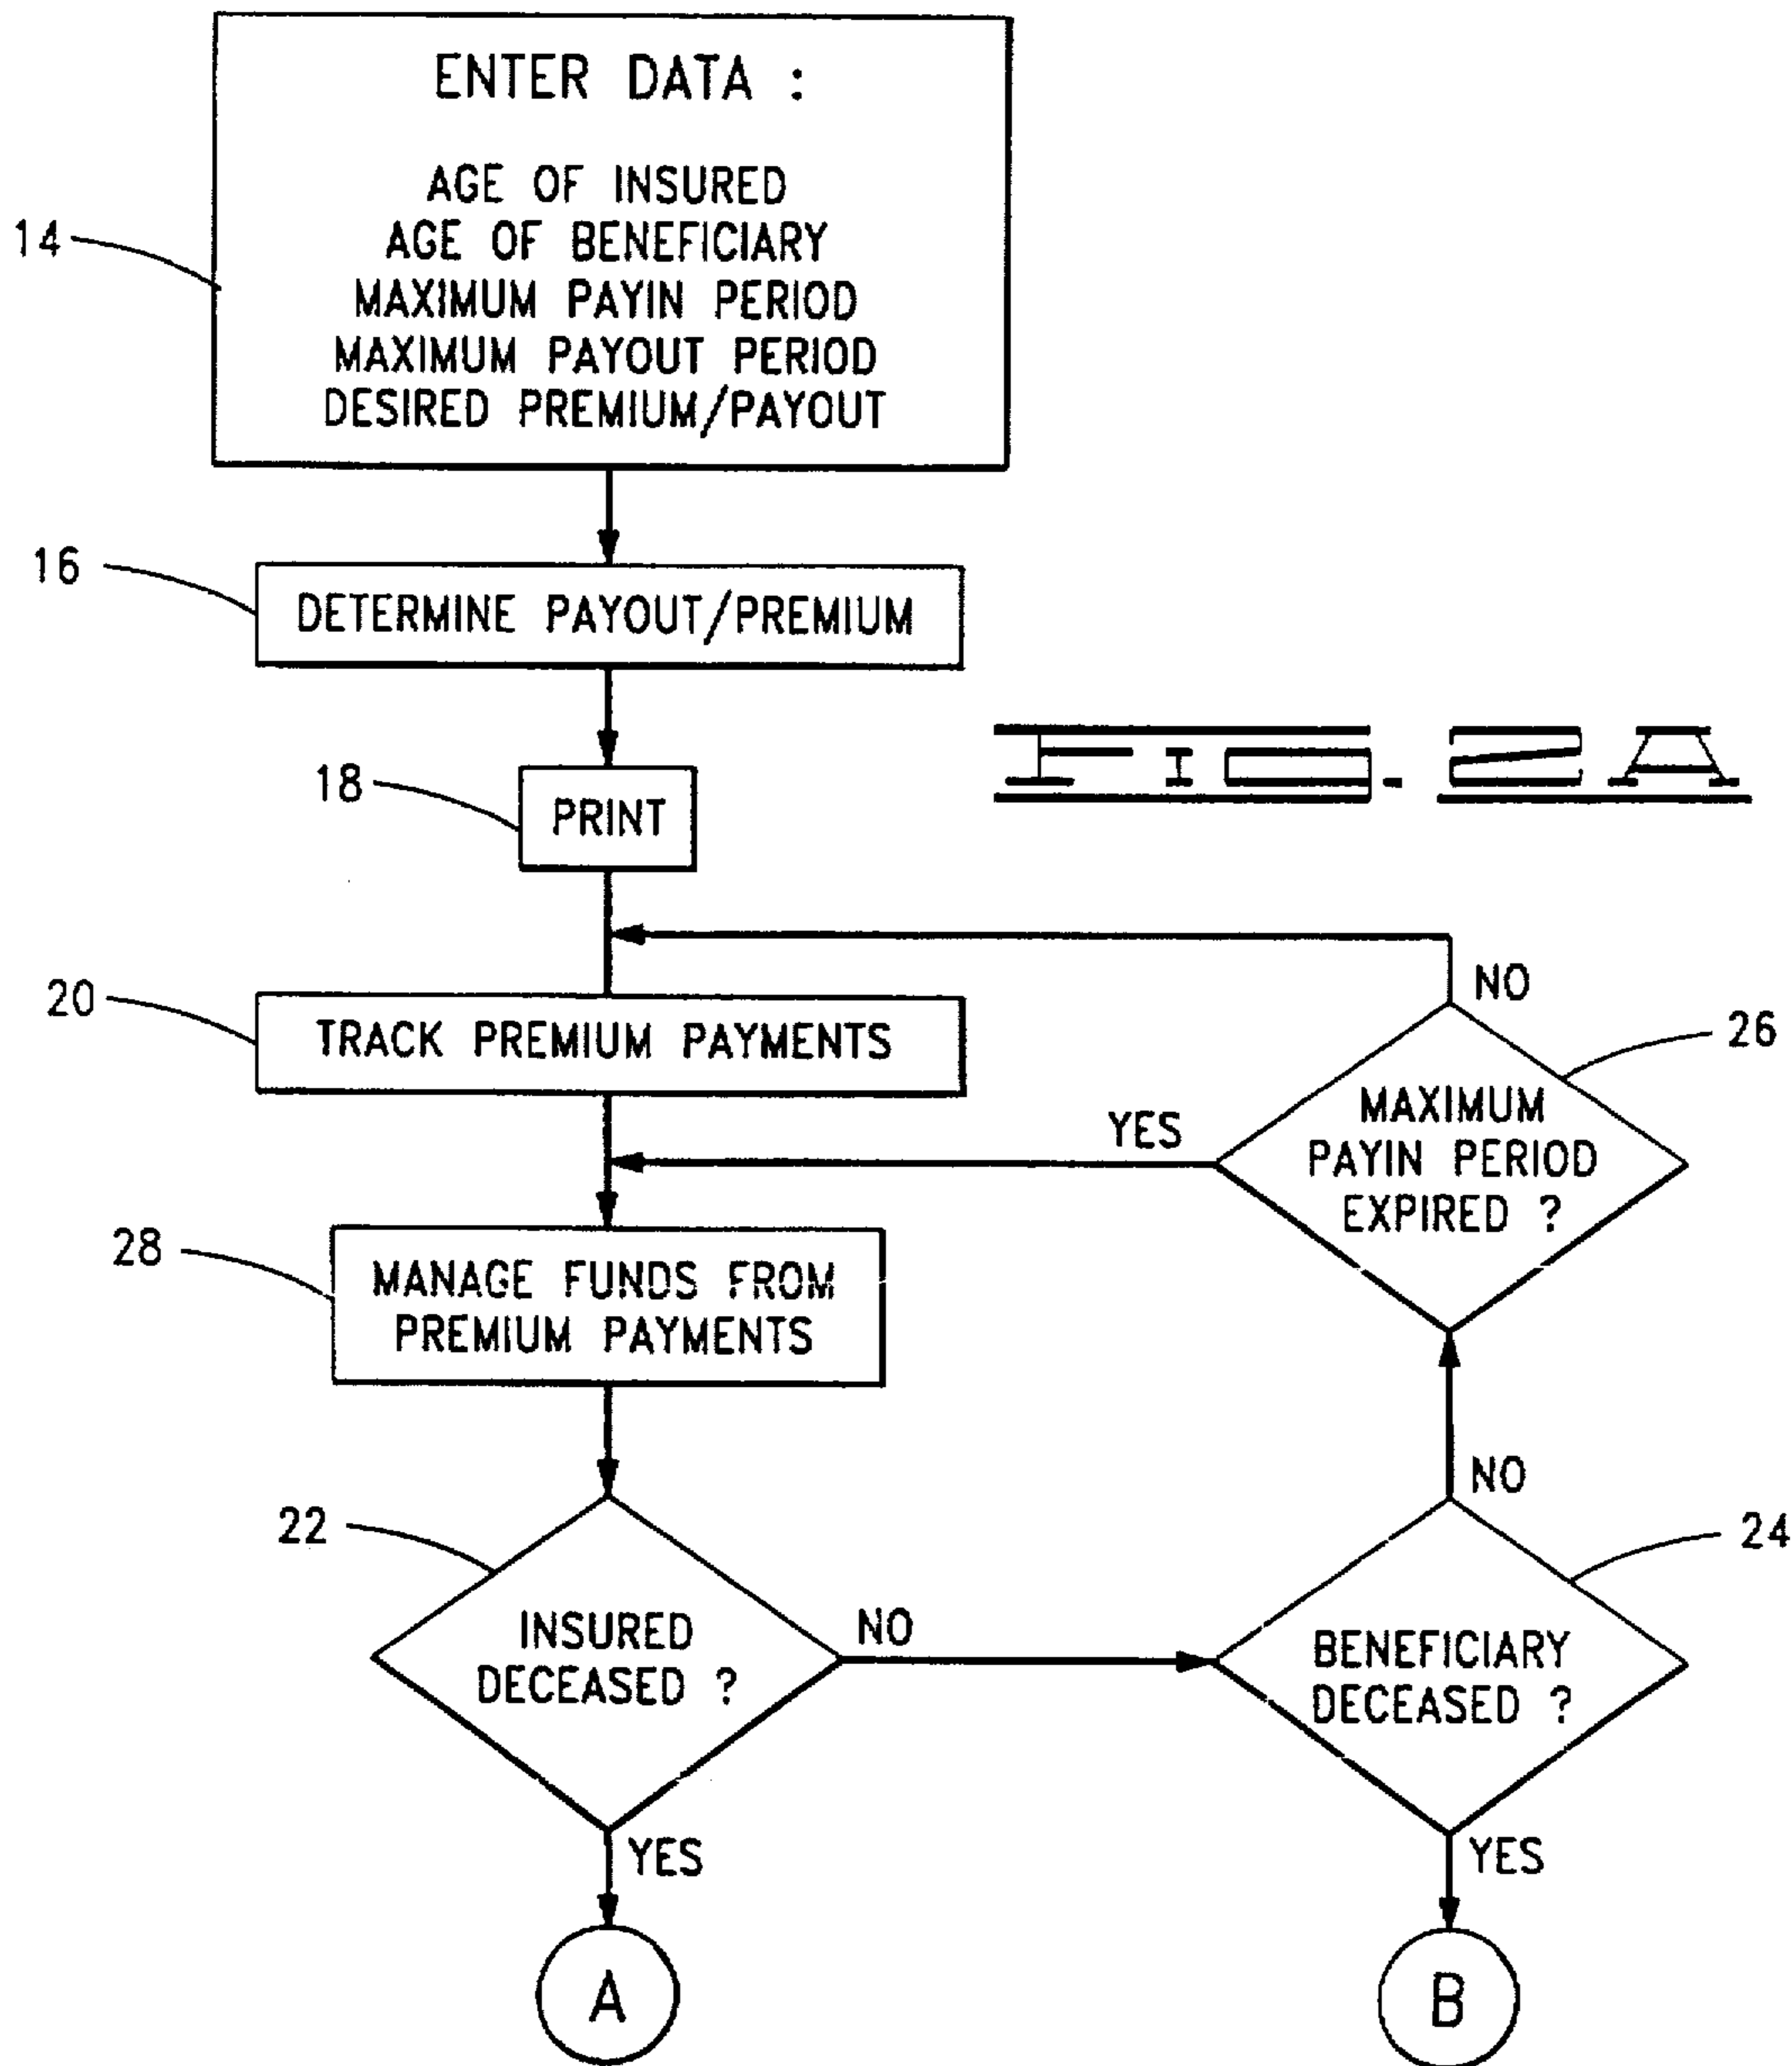 ENTER DATA :
AGE OF INSURED
AGE OF BENEFICIARY
MAXIMUM PAYIN PERIOD
MAXIMUM PAYOUT PERIOD
DESIRED PREMIUM/PAYOUT
14
16
DETERMINE PAYOUT/PREMIUM
FIG. 2A
18
PRINT
NO
20
TRACK PREMIUM PAYMENTS
26
MAXIMUM
PAYIN PERIOD
EXPIRED ?
YES
28
MANAGE FUNDS FROM
PREMIUM PAYMENTS
NO
22
24
INSURED
DECEASED ?
NO
BENEFICIARY
DECEASED ?
YES
YES
A
B